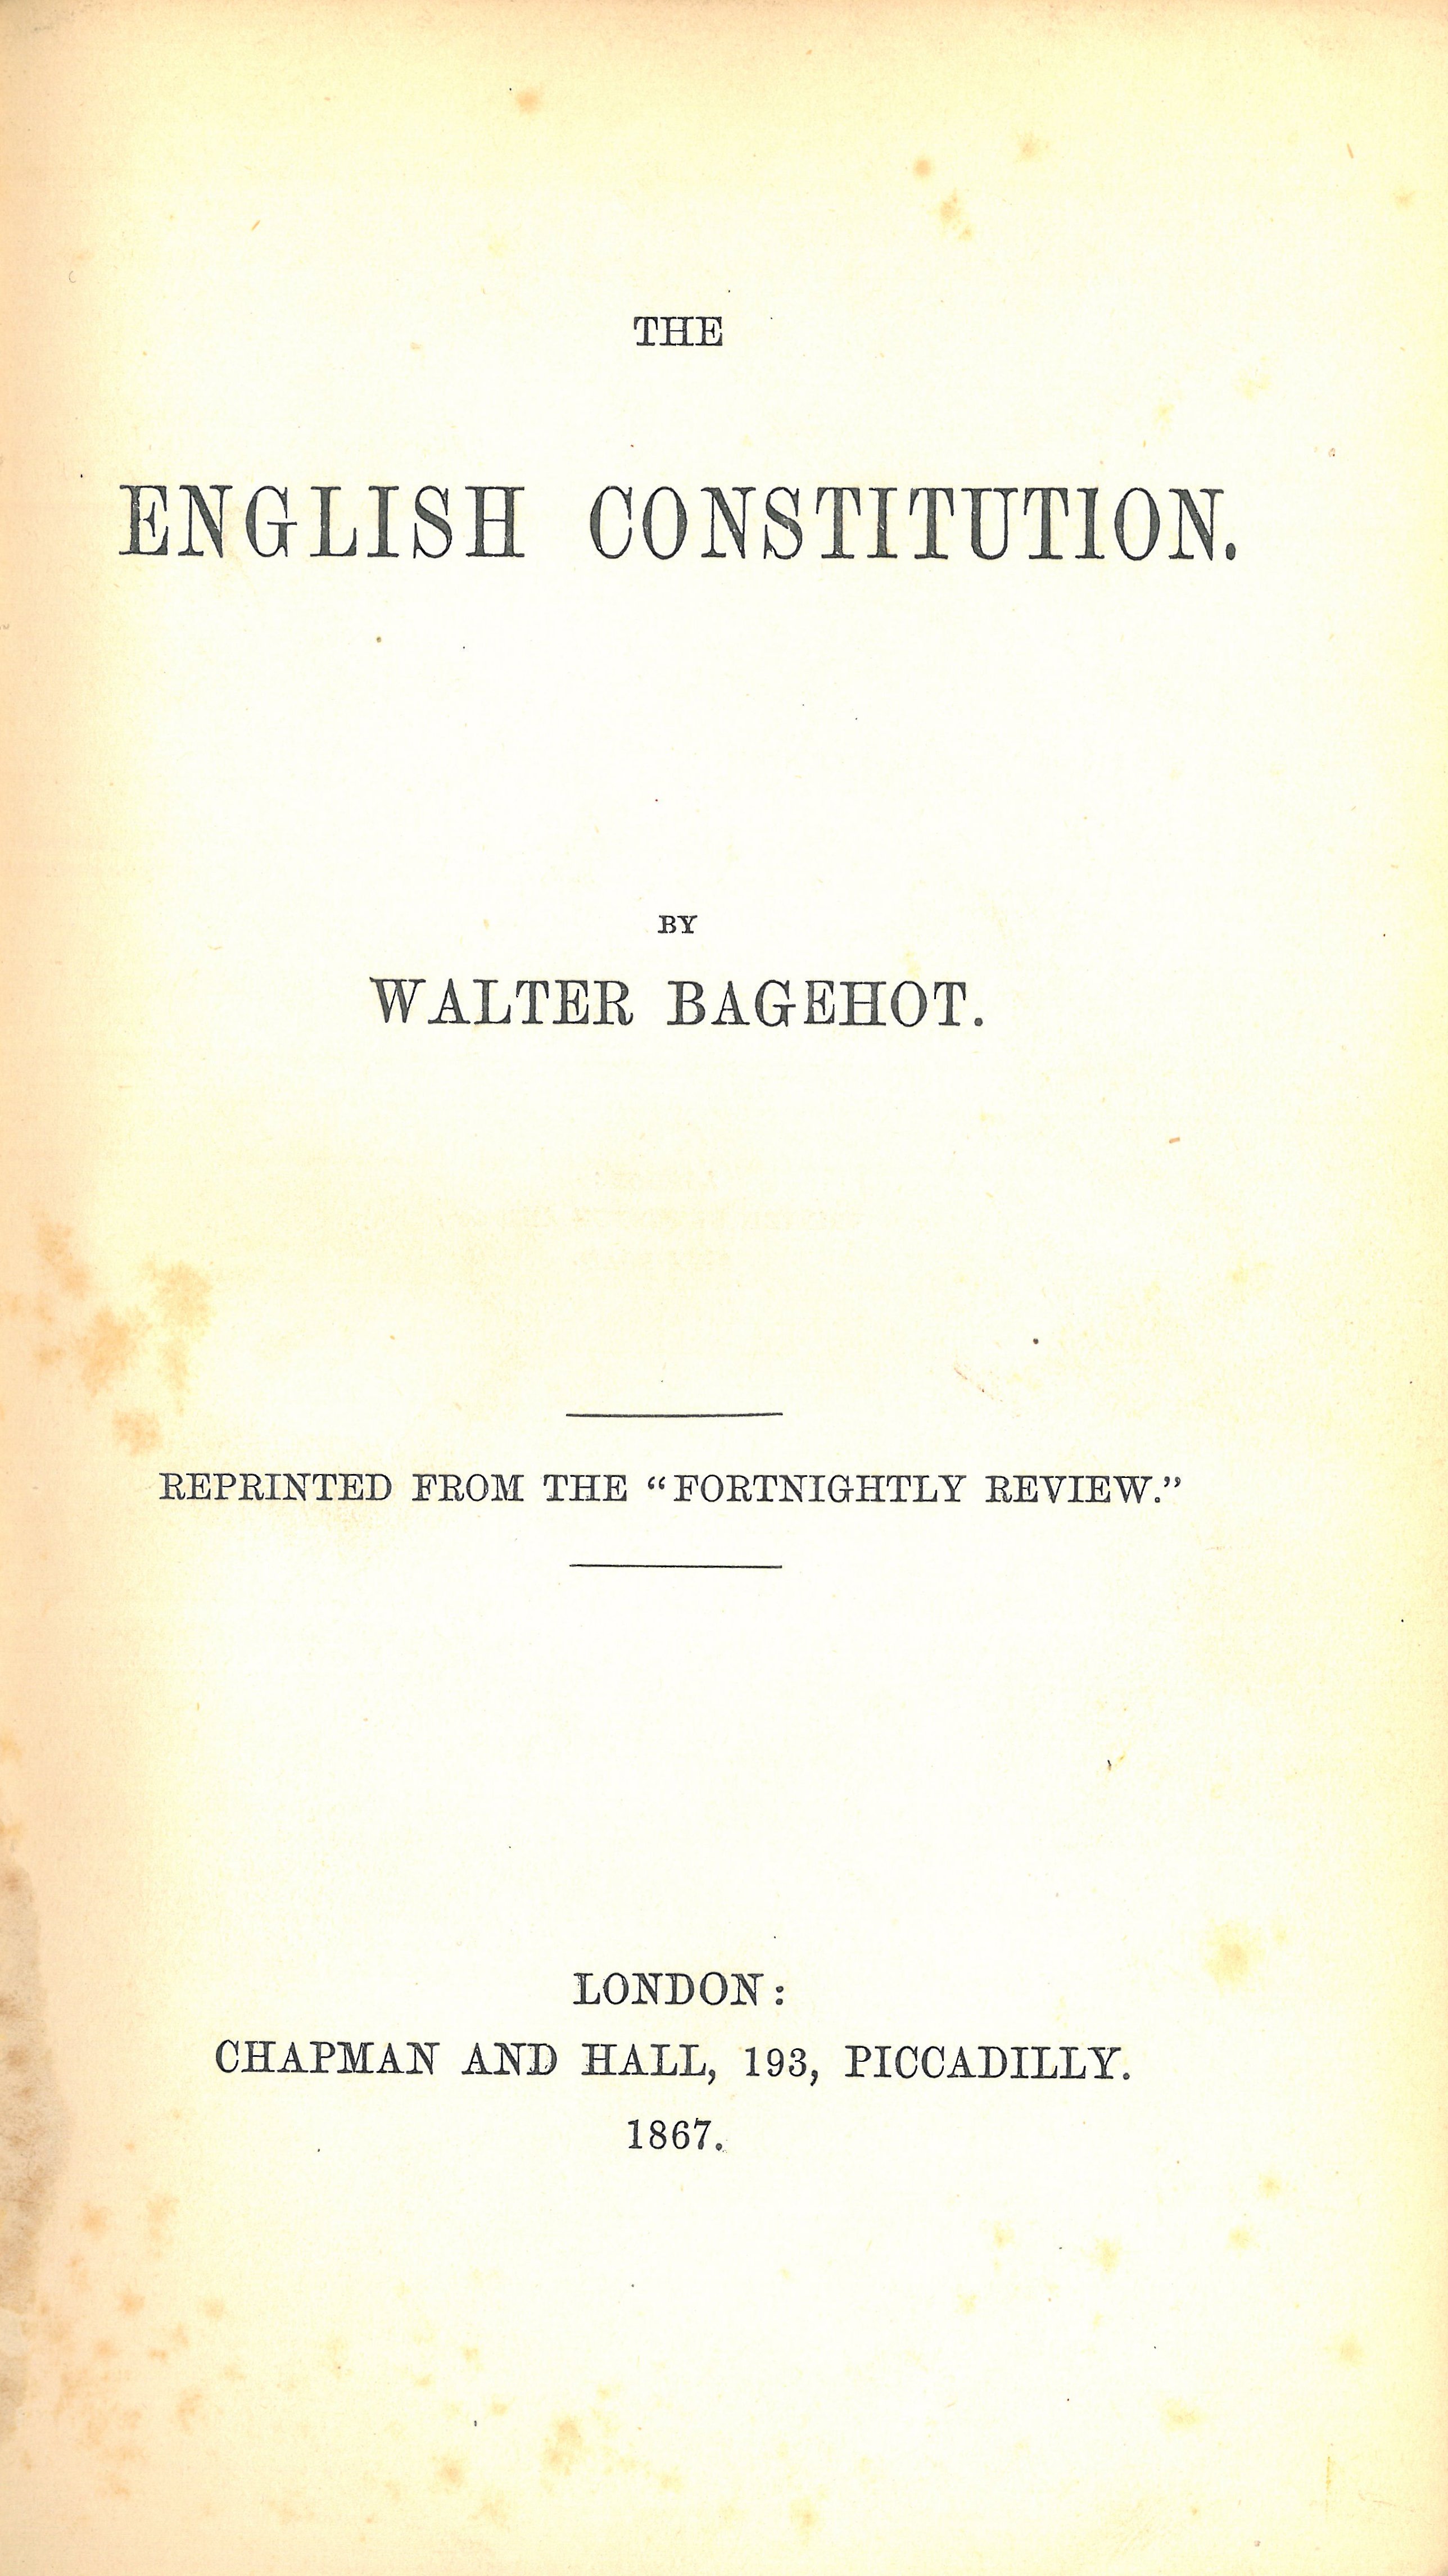 THE
ENGLISH CONSTITUTION.
BY
WALTER BAGEHOT.
REPRINTED FROM THE “FORTNIGHTLY REVIEW.”
LONDON:
CHAPMAN AND HALL, 193, PICCADILLY.
1867.